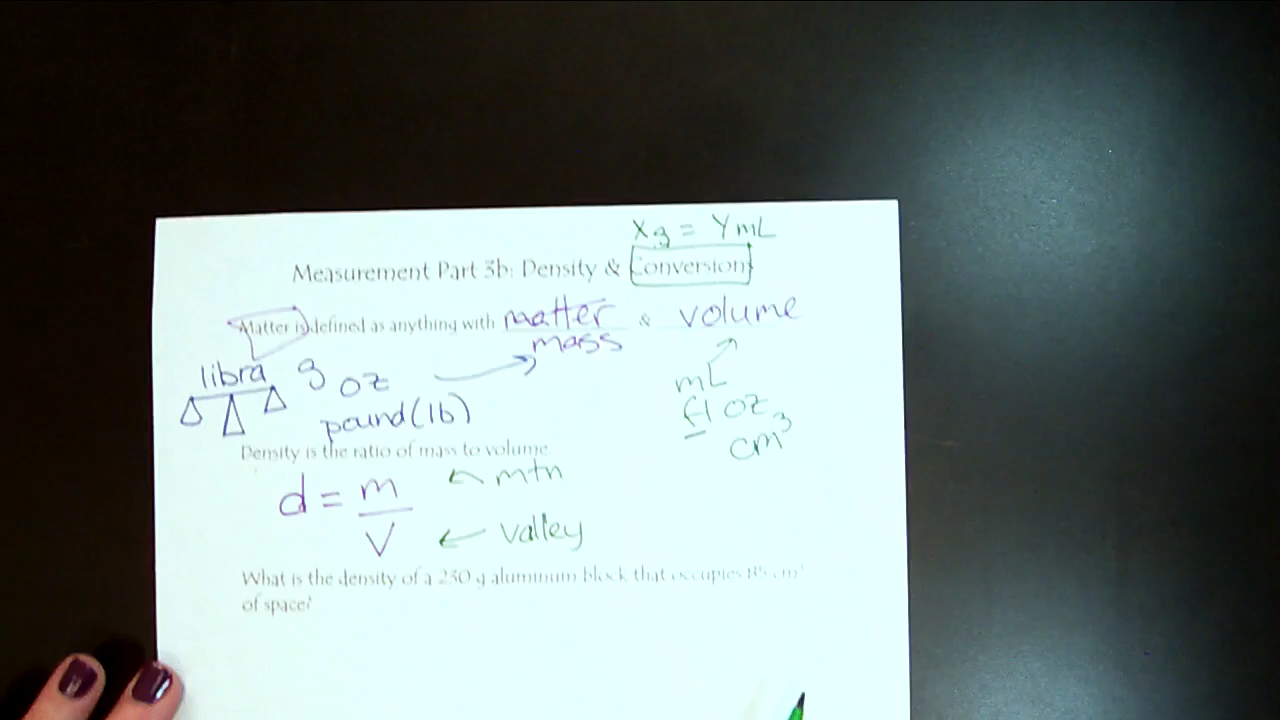 Xg = YmL
Measurement Part 3b: Density & Conversion
Matter is defined as anything with matter & volume
mass
libra g oz
mL
pound (lb)
fl oz
cm³
Density is the ratio of mass to volume
d = m/V
mtn
valley
What is the density of a 230 g aluminum block that occupies 85 cm³
of space?